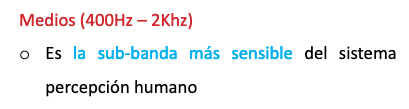 Medios (400Hz – 2Khz)
o Es la sub-banda más sensible del sistema
percepción humano